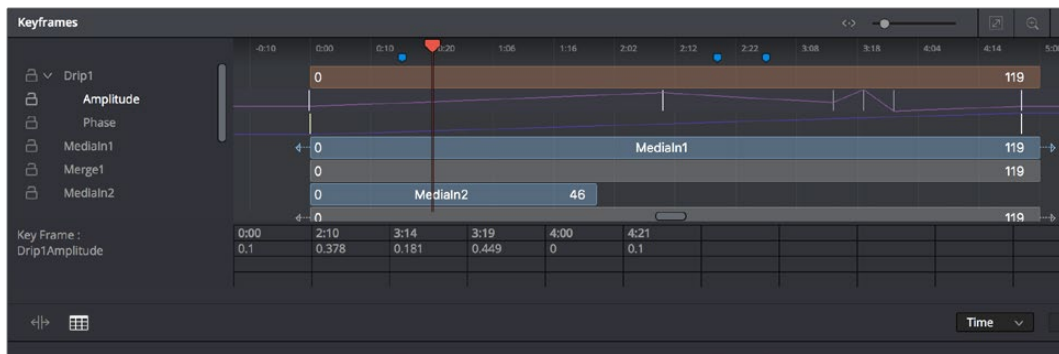 Keyframes
-0:10 0:00 0:10 0:20 1:06 1:16 2:02 2:12 2:22 3:08 3:18 4:04 4:14
Drip1 0 119
Amplitude
Phase
MediaIn1 0 MediaIn1 119
Merge1 0 119
MediaIn2 0 MediaIn2 46
0 119
Key Frame : 0:00 2:10 3:14 3:19 4:00 4:21
Drip1Amplitude 0.1 0.378 0.181 0.449 0 0.1
Time